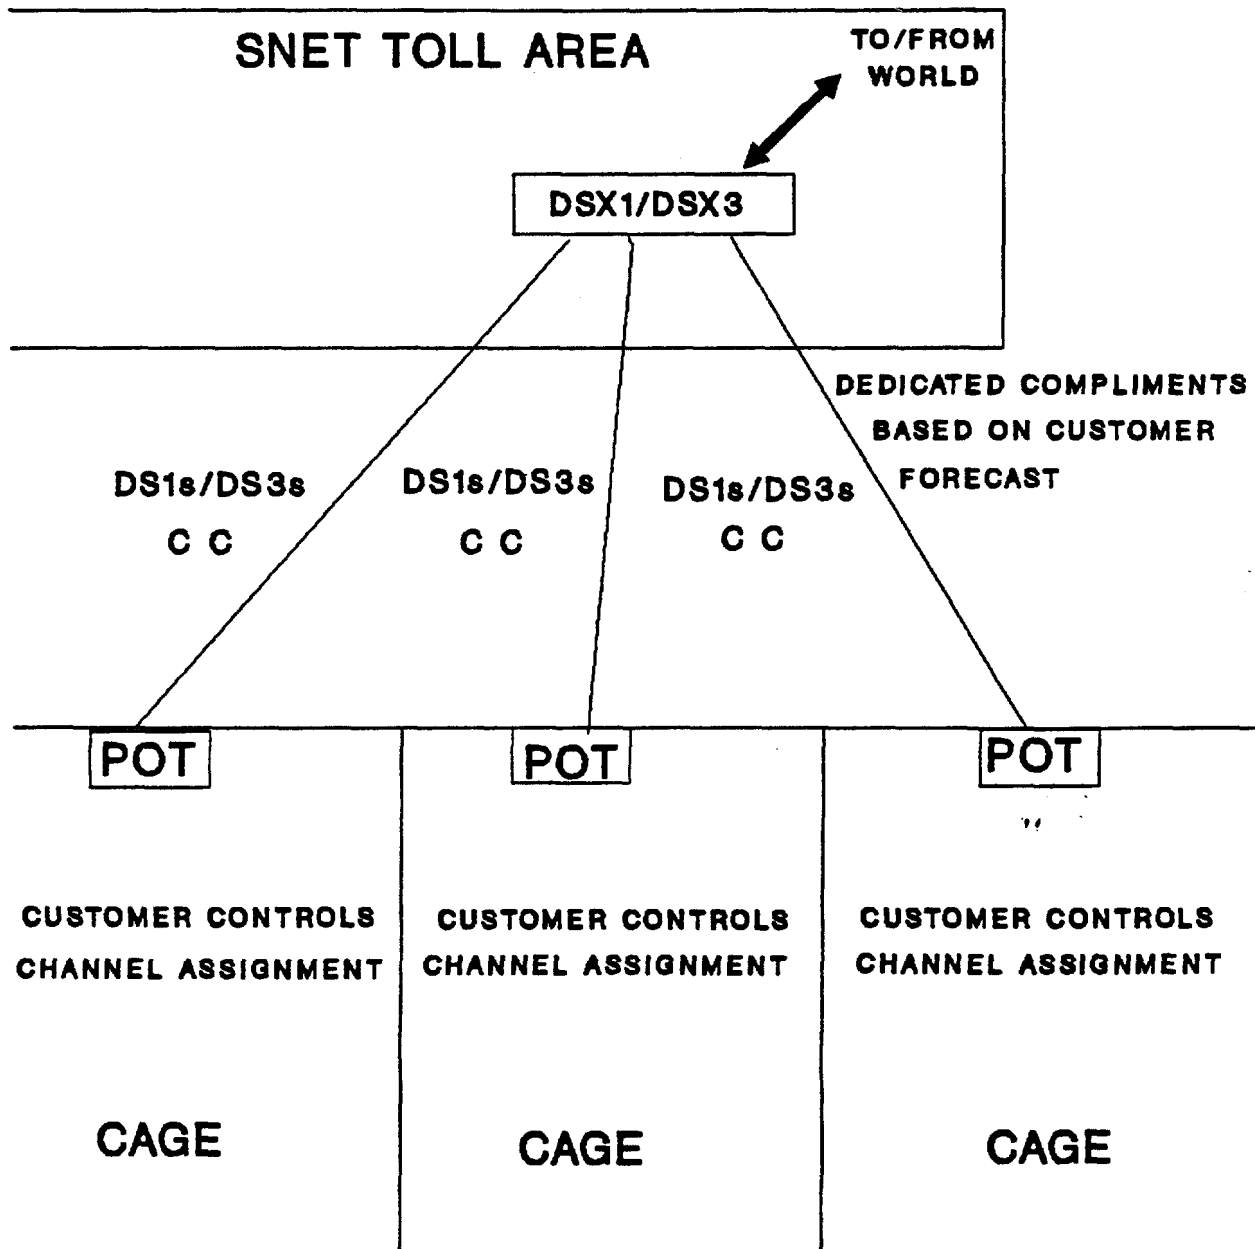 SNET TOLL AREA
TO/FROM
WORLD
DSX1/DSX3
DEDICATED COMPLIMENTS
BASED ON CUSTOMER
FORECAST
DS1s/DS3s
C C
DS1s/DS3s
C C
DS1s/DS3s
C C
POT
POT
POT
CUSTOMER CONTROLS
CHANNEL ASSIGNMENT
CUSTOMER CONTROLS
CHANNEL ASSIGNMENT
CUSTOMER CONTROLS
CHANNEL ASSIGNMENT
CAGE
CAGE
CAGE